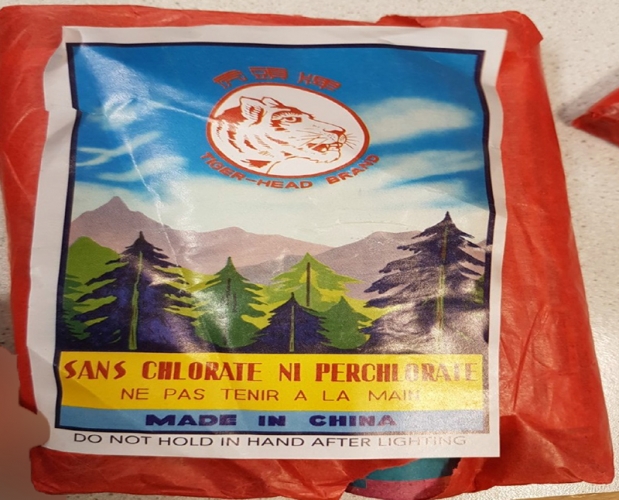 TIGER-HEAD BRAND
SANS CHLORATE NI PERCHLORATE
NE PAS TENIR A LA MAIN
MADE IN CHINA
DO NOT HOLD IN HAND AFTER LIGHTING